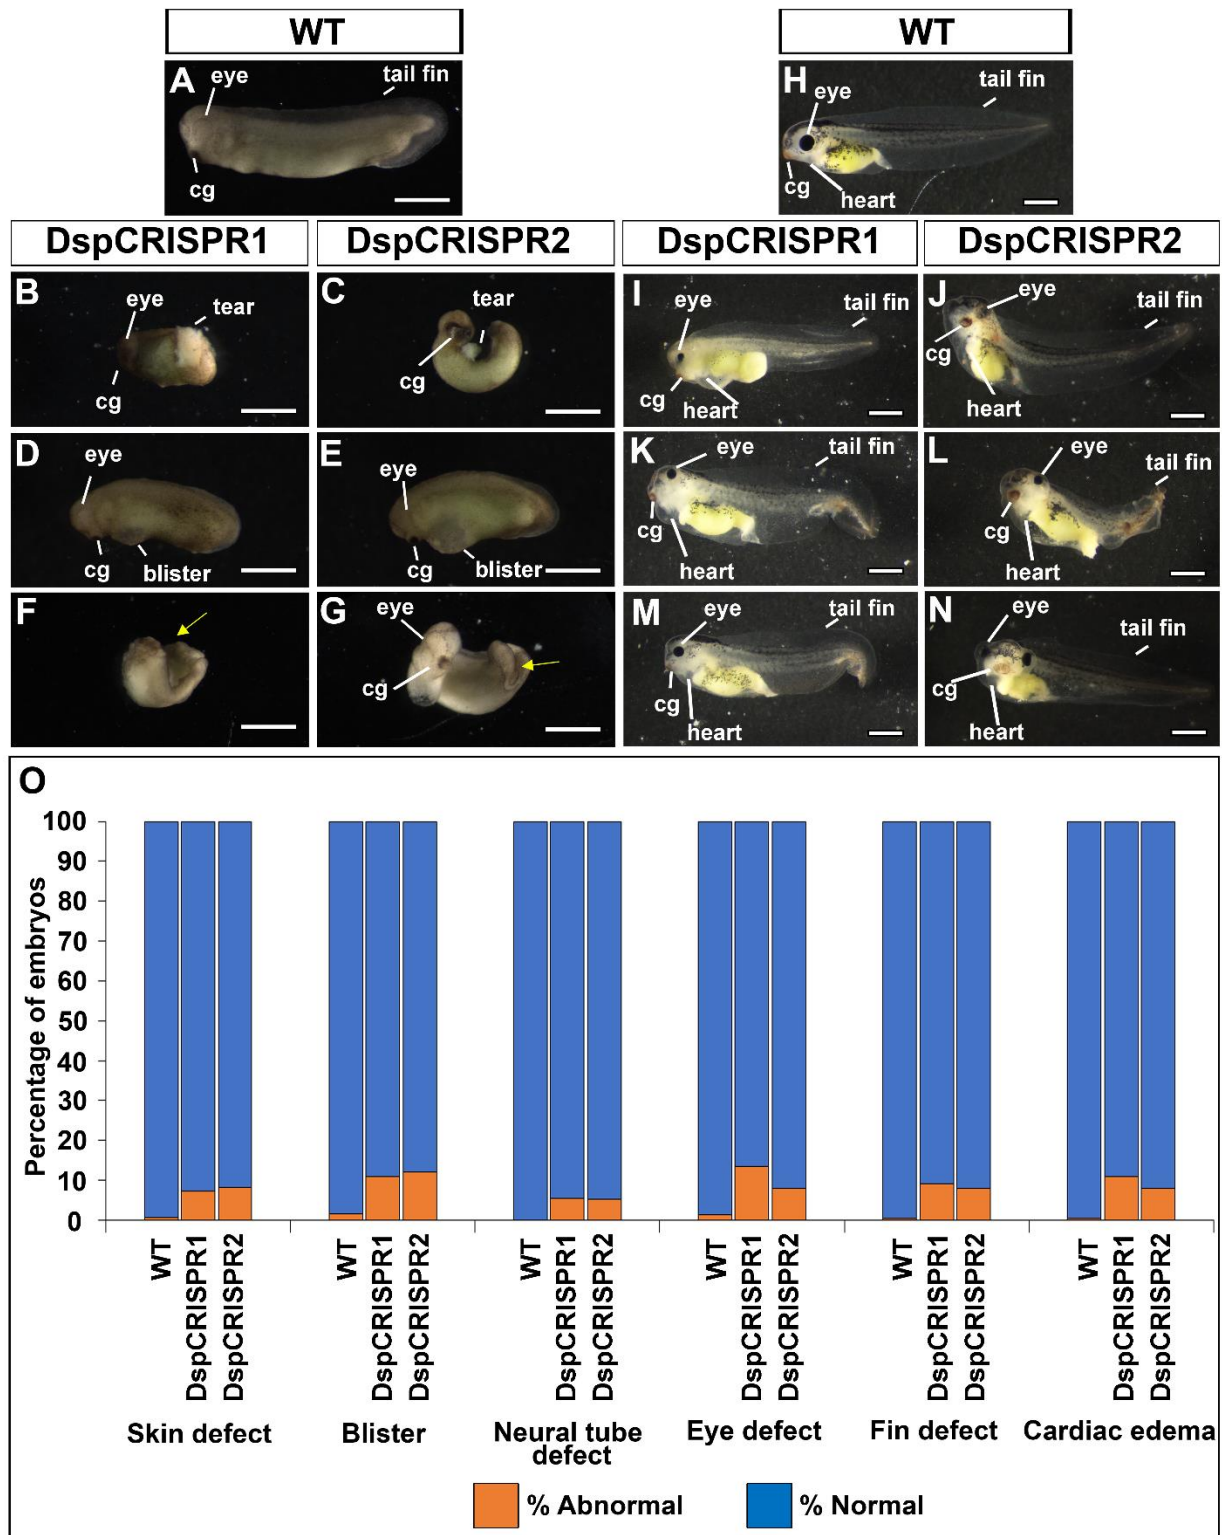 WT
WT
A
eye
tail fin
cg
H
eye
tail fin
cg
heart
DspCRISPR1
DspCRISPR2
DspCRISPR1
DspCRISPR2
B
eye
tear
cg
C
tear
cg
I
eye
tail fin
cg
heart
J
eye
tail fin
cg
heart
D
eye
cg
blister
E
eye
cg
blister
K
eye
tail fin
cg
heart
L
eye
tail fin
cg
heart
F
G
eye
cg
M
eye
tail fin
cg
heart
N
eye
tail fin
cg
heart
O
Percentage of embryos
100
90
80
70
60
50
40
30
20
10
0
WT
DspCRISPR1
DspCRISPR2
WT
DspCRISPR1
DspCRISPR2
WT
DspCRISPR1
DspCRISPR2
WT
DspCRISPR1
DspCRISPR2
WT
DspCRISPR1
DspCRISPR2
WT
DspCRISPR1
DspCRISPR2
Skin defect
Blister
Neural tube
defect
Eye defect
Fin defect
Cardiac edema
% Abnormal
% Normal